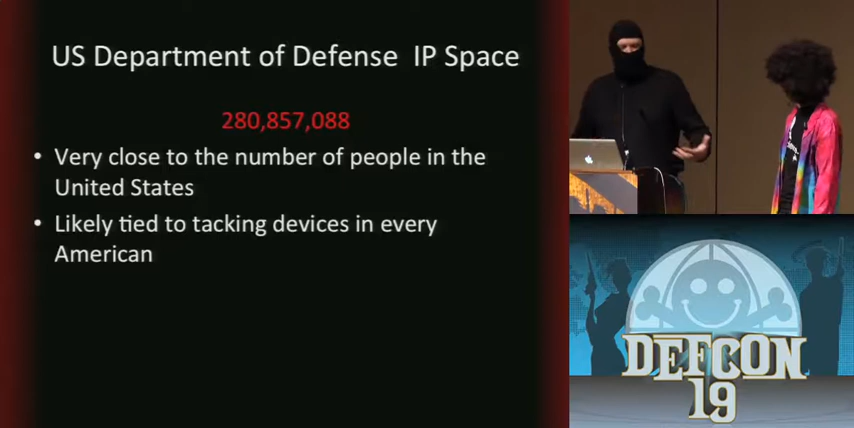 US Department of Defense IP Space
280,857,088
• Very close to the number of people in the
United States
• Likely tied to tacking devices in every
American
DEFCON
19